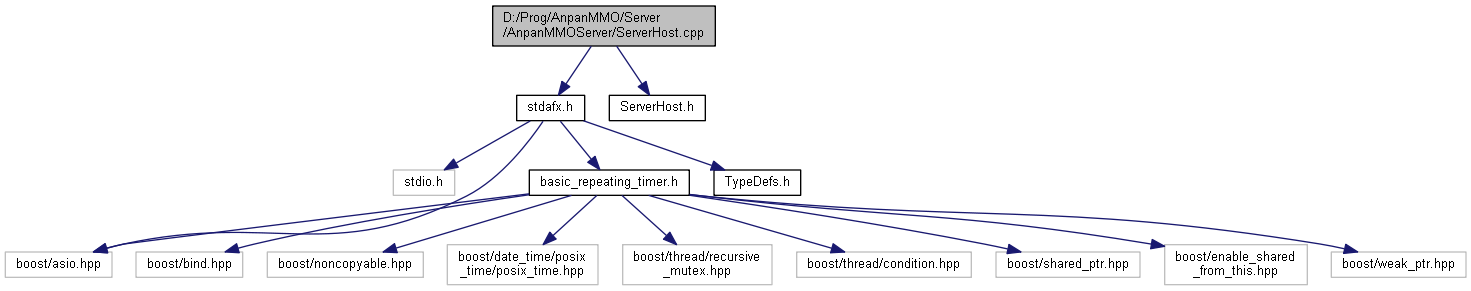 D:/Prog/AnpanMMO/Server
/AnpanMMOServer/ServerHost.cpp
stdafx.h
ServerHost.h
stdio.h
basic_repeating_timer.h
TypeDefs.h
boost/asio.hpp
boost/bind.hpp
boost/noncopyable.hpp
boost/date_time/posix
_time/posix_time.hpp
boost/thread/recursive
_mutex.hpp
boost/thread/condition.hpp
boost/shared_ptr.hpp
boost/enable_shared
_from_this.hpp
boost/weak_ptr.hpp